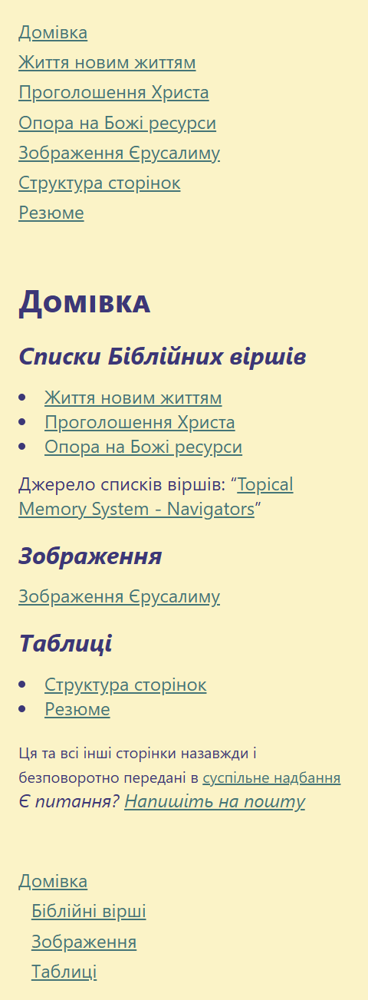 Домівка
Життя новим життям
Проголошення Христа
Опора на Божі ресурси
Зображення Єрусалиму
Структура сторінок
Резюме
Домівка
Списки Біблійних віршів
• Життя новим життям
• Проголошення Христа
• Опора на Божі ресурси
Джерело списків віршів: “Topical
Memory System - Navigators”
Зображення
Зображення Єрусалиму
Таблиці
• Структура сторінок
• Резюме
Ця та всі інші сторінки назавжди і
безповоротно передані в суспільне надбання
Є питання? Напишіть на пошту
Домівка
Біблійні вірші
Зображення
Таблиці